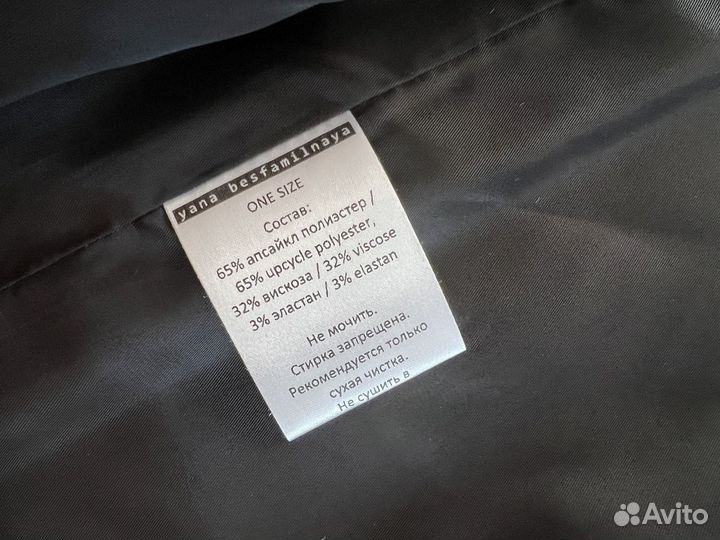 yana besfamilnaya
ONE SIZE
Состав:
65% апсайкл полиэстер /
65% upcycle polyester,
32% вискоза / 32% viscose
3% эластан / 3% elastan
Не мочить.
Стирка запрещена.
Рекомендуется только
сухая чистка.
Не сушить в
Avito